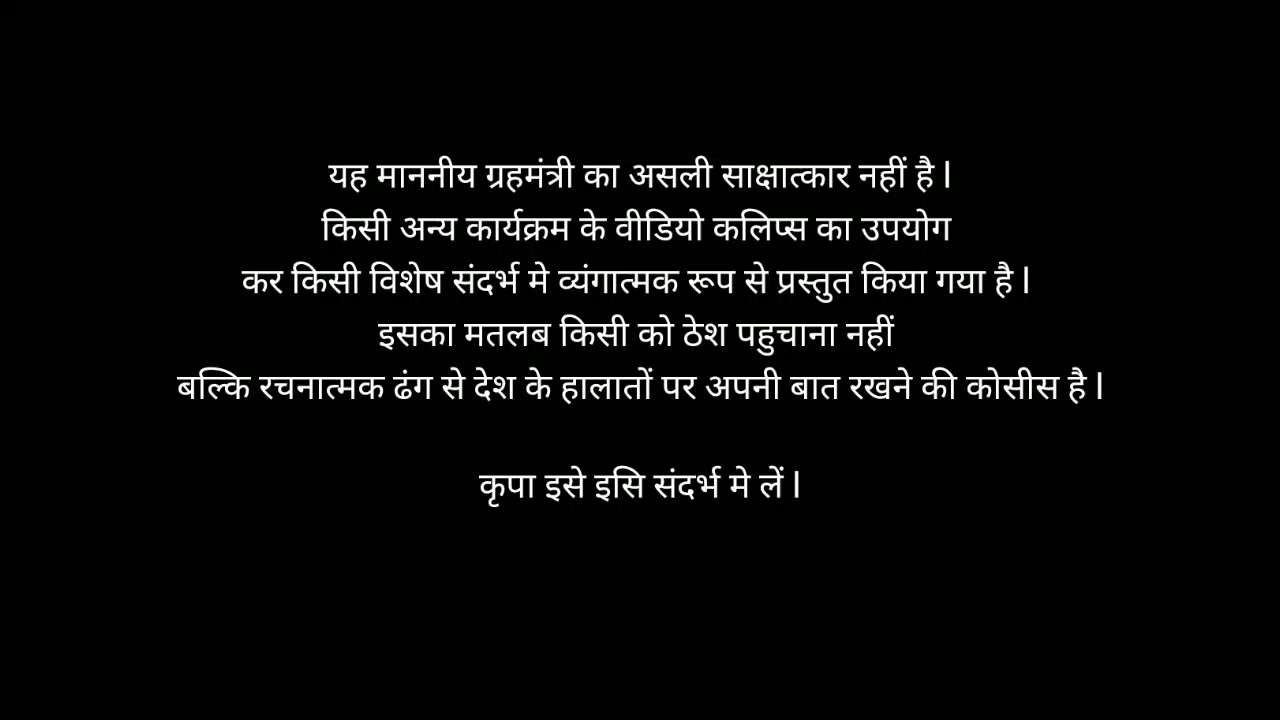 यह माननीय ग्रहमंत्री का असली साक्षात्कार नहीं है l
किसी अन्य कार्यक्रम के वीडियो कलिप्स का उपयोग
कर किसी विशेष संदर्भ मे व्यंगात्मक रूप से प्रस्तुत किया गया है l
इसका मतलब किसी को ठेश पहुचाना नहीं
बल्कि रचनात्मक ढंग से देश के हालातों पर अपनी बात रखने की कोसीस है l
कृपा इसे इसि संदर्भ मे लें l